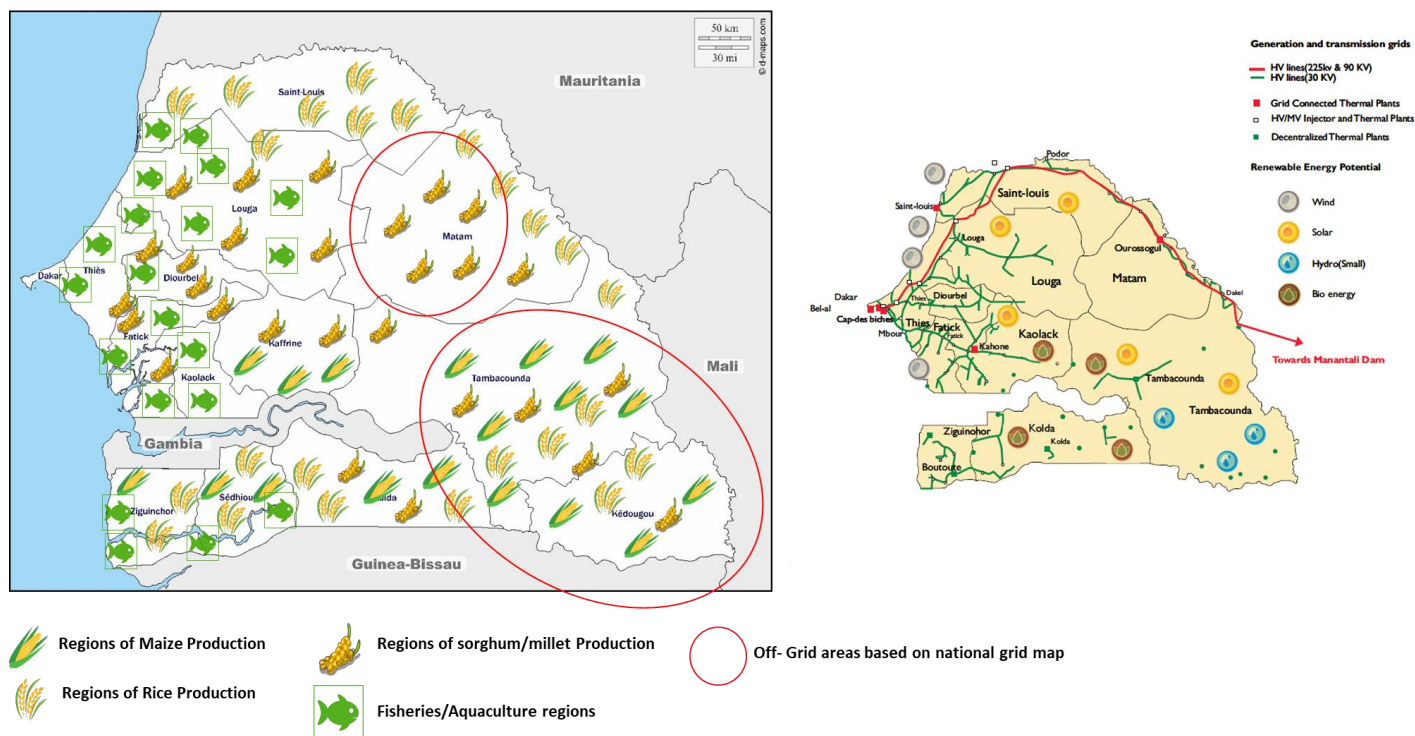 50 km
30 mi
© d-maps.com
Mauritania
Saint-Louis
Louga
Matam
Dakar
Thiès
Diourbel
Fatick
Kaffrine
Kaolack
Tambacounda
Mali
Gambia
Ziguinchor
Sédhiou
Kédougou
Guinea-Bissau
Regions of Maize Production
Regions of Rice Production
Regions of sorghum/millet Production
Fisheries/Aquaculture regions
Off- Grid areas based on national grid map
Generation and transmission grids
HV lines(225kv & 90 KV)
HV lines(30 KV)
Grid Connected Thermal Plants
HV/MV Injector and Thermal Plants
Decentralized Thermal Plants
Renewable Energy Potential
Wind
Solar
Hydro(Small)
Bio energy
Podor
Saint-louis
Saint-louis
Louga
Ourossogul
Matam
Louga
Dakel
Dakar
Thies
Diourbel
Bel-al
Cap-des biches
Thies
Fatick
Fatick
Kaolack
Mbour
Kahone
Towards Manantali Dam
Tambacounda
Tambacounda
Ziguinohor
Kolda
Kolda
Boutoute